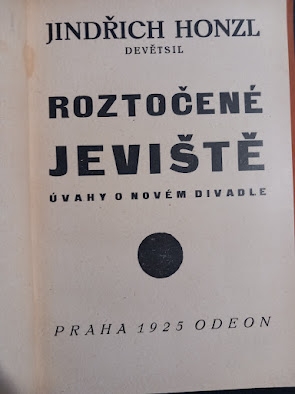 JINDŘICH HONZL
DEVĚTSIL
ROZTOČENÉ
JEVIŠTĚ
ÚVAHY O NOVÉM DIVADLE
PRAHA 1925 ODEON